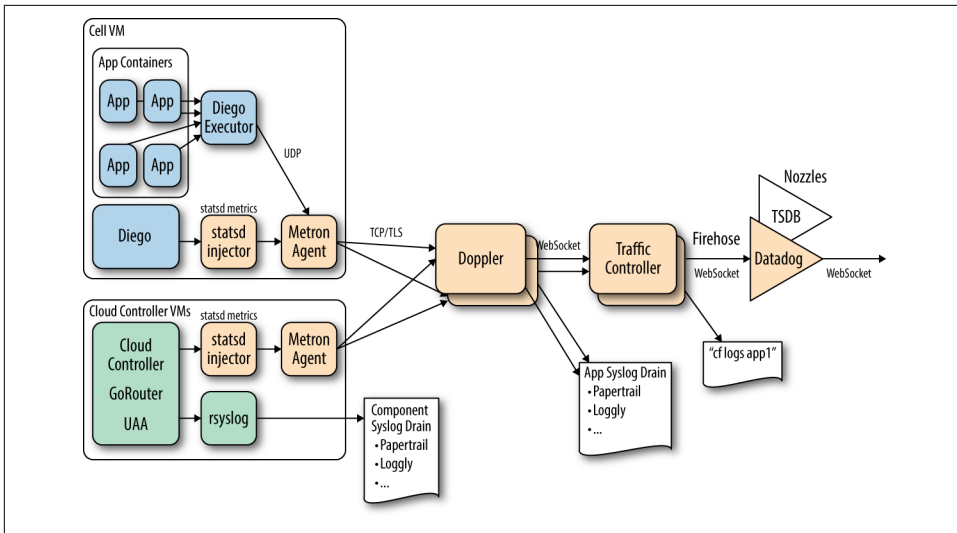 Cell VM
App Containers
App
App
App
App
Diego
Executor
UDP
Diego
statsd metrics
statsd
injector
Metron
Agent
TCP/TLS
Cloud Controller VMs
Cloud
Controller
GoRouter
UAA
statsd metrics
statsd
injector
Metron
Agent
rsyslog
Component
Syslog Drain
• Papertrail
• Loggly
• ...
Doppler
WebSocket
App Syslog Drain
• Papertrail
• Loggly
• ...
Traffic
Controller
"cf logs app1"
Firehose
WebSocket
Nozzles
TSDB
Datadog
WebSocket